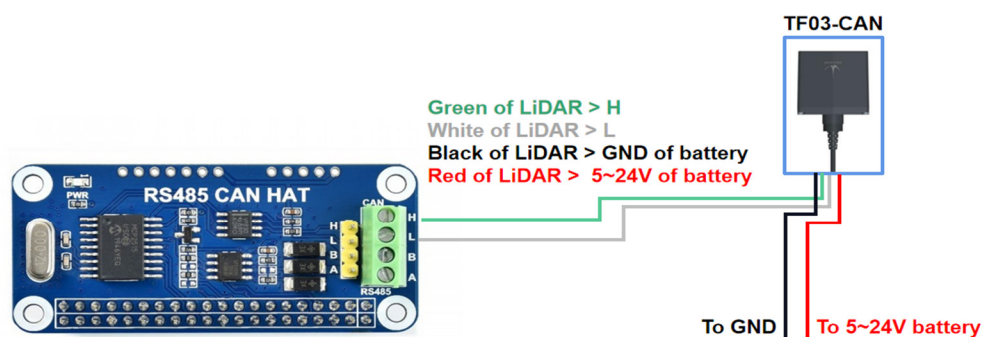 TF03-CAN
Green of LiDAR > H
White of LiDAR > L
Black of LiDAR > GND of battery
Red of LiDAR > 5~24V of battery
PWR
RS485 CAN HAT
CAN
H
L
B
A
H
L
B
A
RS485
To GND
To 5~24V battery